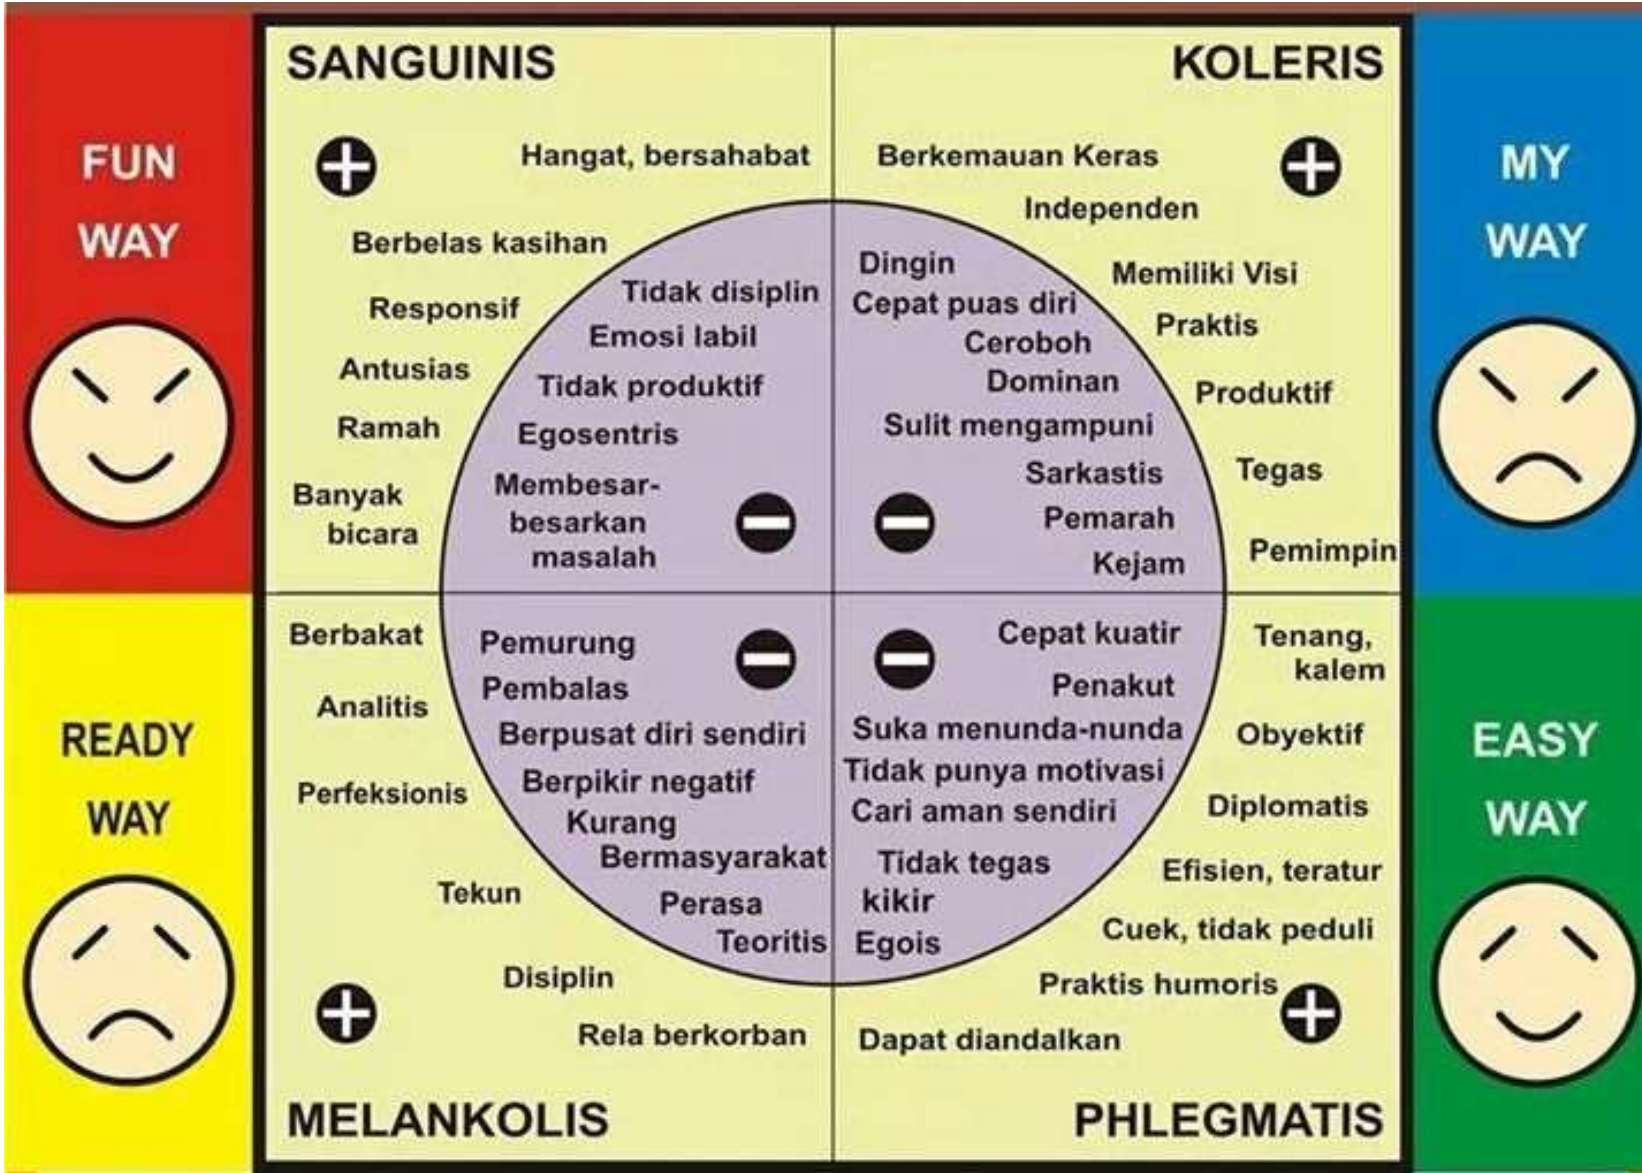 FUN
WAY
SANGUINIS
Hangat, bersahabat
Berbelas kasihan
Responsif
Antusias
Ramah
Banyak
bicara
Tidak disiplin
Emosi labil
Tidak produktif
Egosentris
Membesar-
besarkan
masalah
KOLERIS
Berkemauan Keras
Independen
Memiliki Visi
Praktis
Produktif
Tegas
Pemimpin
Dingin
Cepat puas diri
Ceroboh
Dominan
Sulit mengampuni
Sarkastis
Pemarah
Kejam
MY
WAY
READY
WAY
Berbakat
Analitis
Perfeksionis
Tekun
Disiplin
Rela berkorban
Pemurung
Pembalas
Berpusat diri sendiri
Berpikir negatif
Kurang
Bermasyarakat
Perasa
Teoritis
MELANKOLIS
Cepat kuatir
Penakut
Suka menunda-nunda
Tidak punya motivasi
Cari aman sendiri
Tidak tegas
kikir
Egois
Tenang,
kalem
Obyektif
Diplomatis
Efisien, teratur
Cuek, tidak peduli
Praktis humoris
Dapat diandalkan
PHLEGMATIS
EASY
WAY